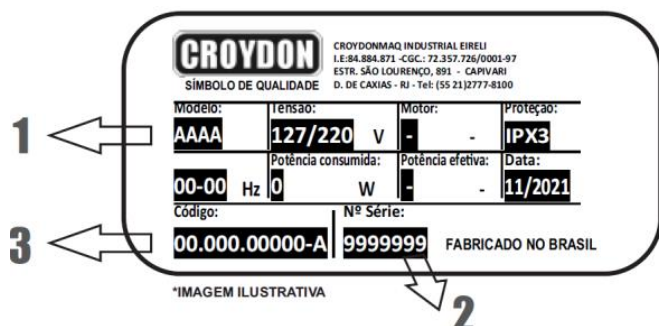 CROYDON
SÍMBOLO DE QUALIDADE
CROYDONMAQ INDUSTRIAL EIRELI
I.E:84.884.871 -CGC.: 72.357.726/0001-97
ESTR. SÃO LOURENÇO, 891 - CAPIVARI
D. DE CAXIAS - RJ - Tel: (55 21)2777-8100
Modelo: Tensão: Motor: Proteção:
1 AAAA 127/220 V - - IPX3
Potência consumida: Potência efetiva: Data:
00-00 Hz 0 W - - 11/2021
Código: Nº Série:
3 00.000.00000-A 9999999 FABRICADO NO BRASIL
*IMAGEM ILUSTRATIVA
2